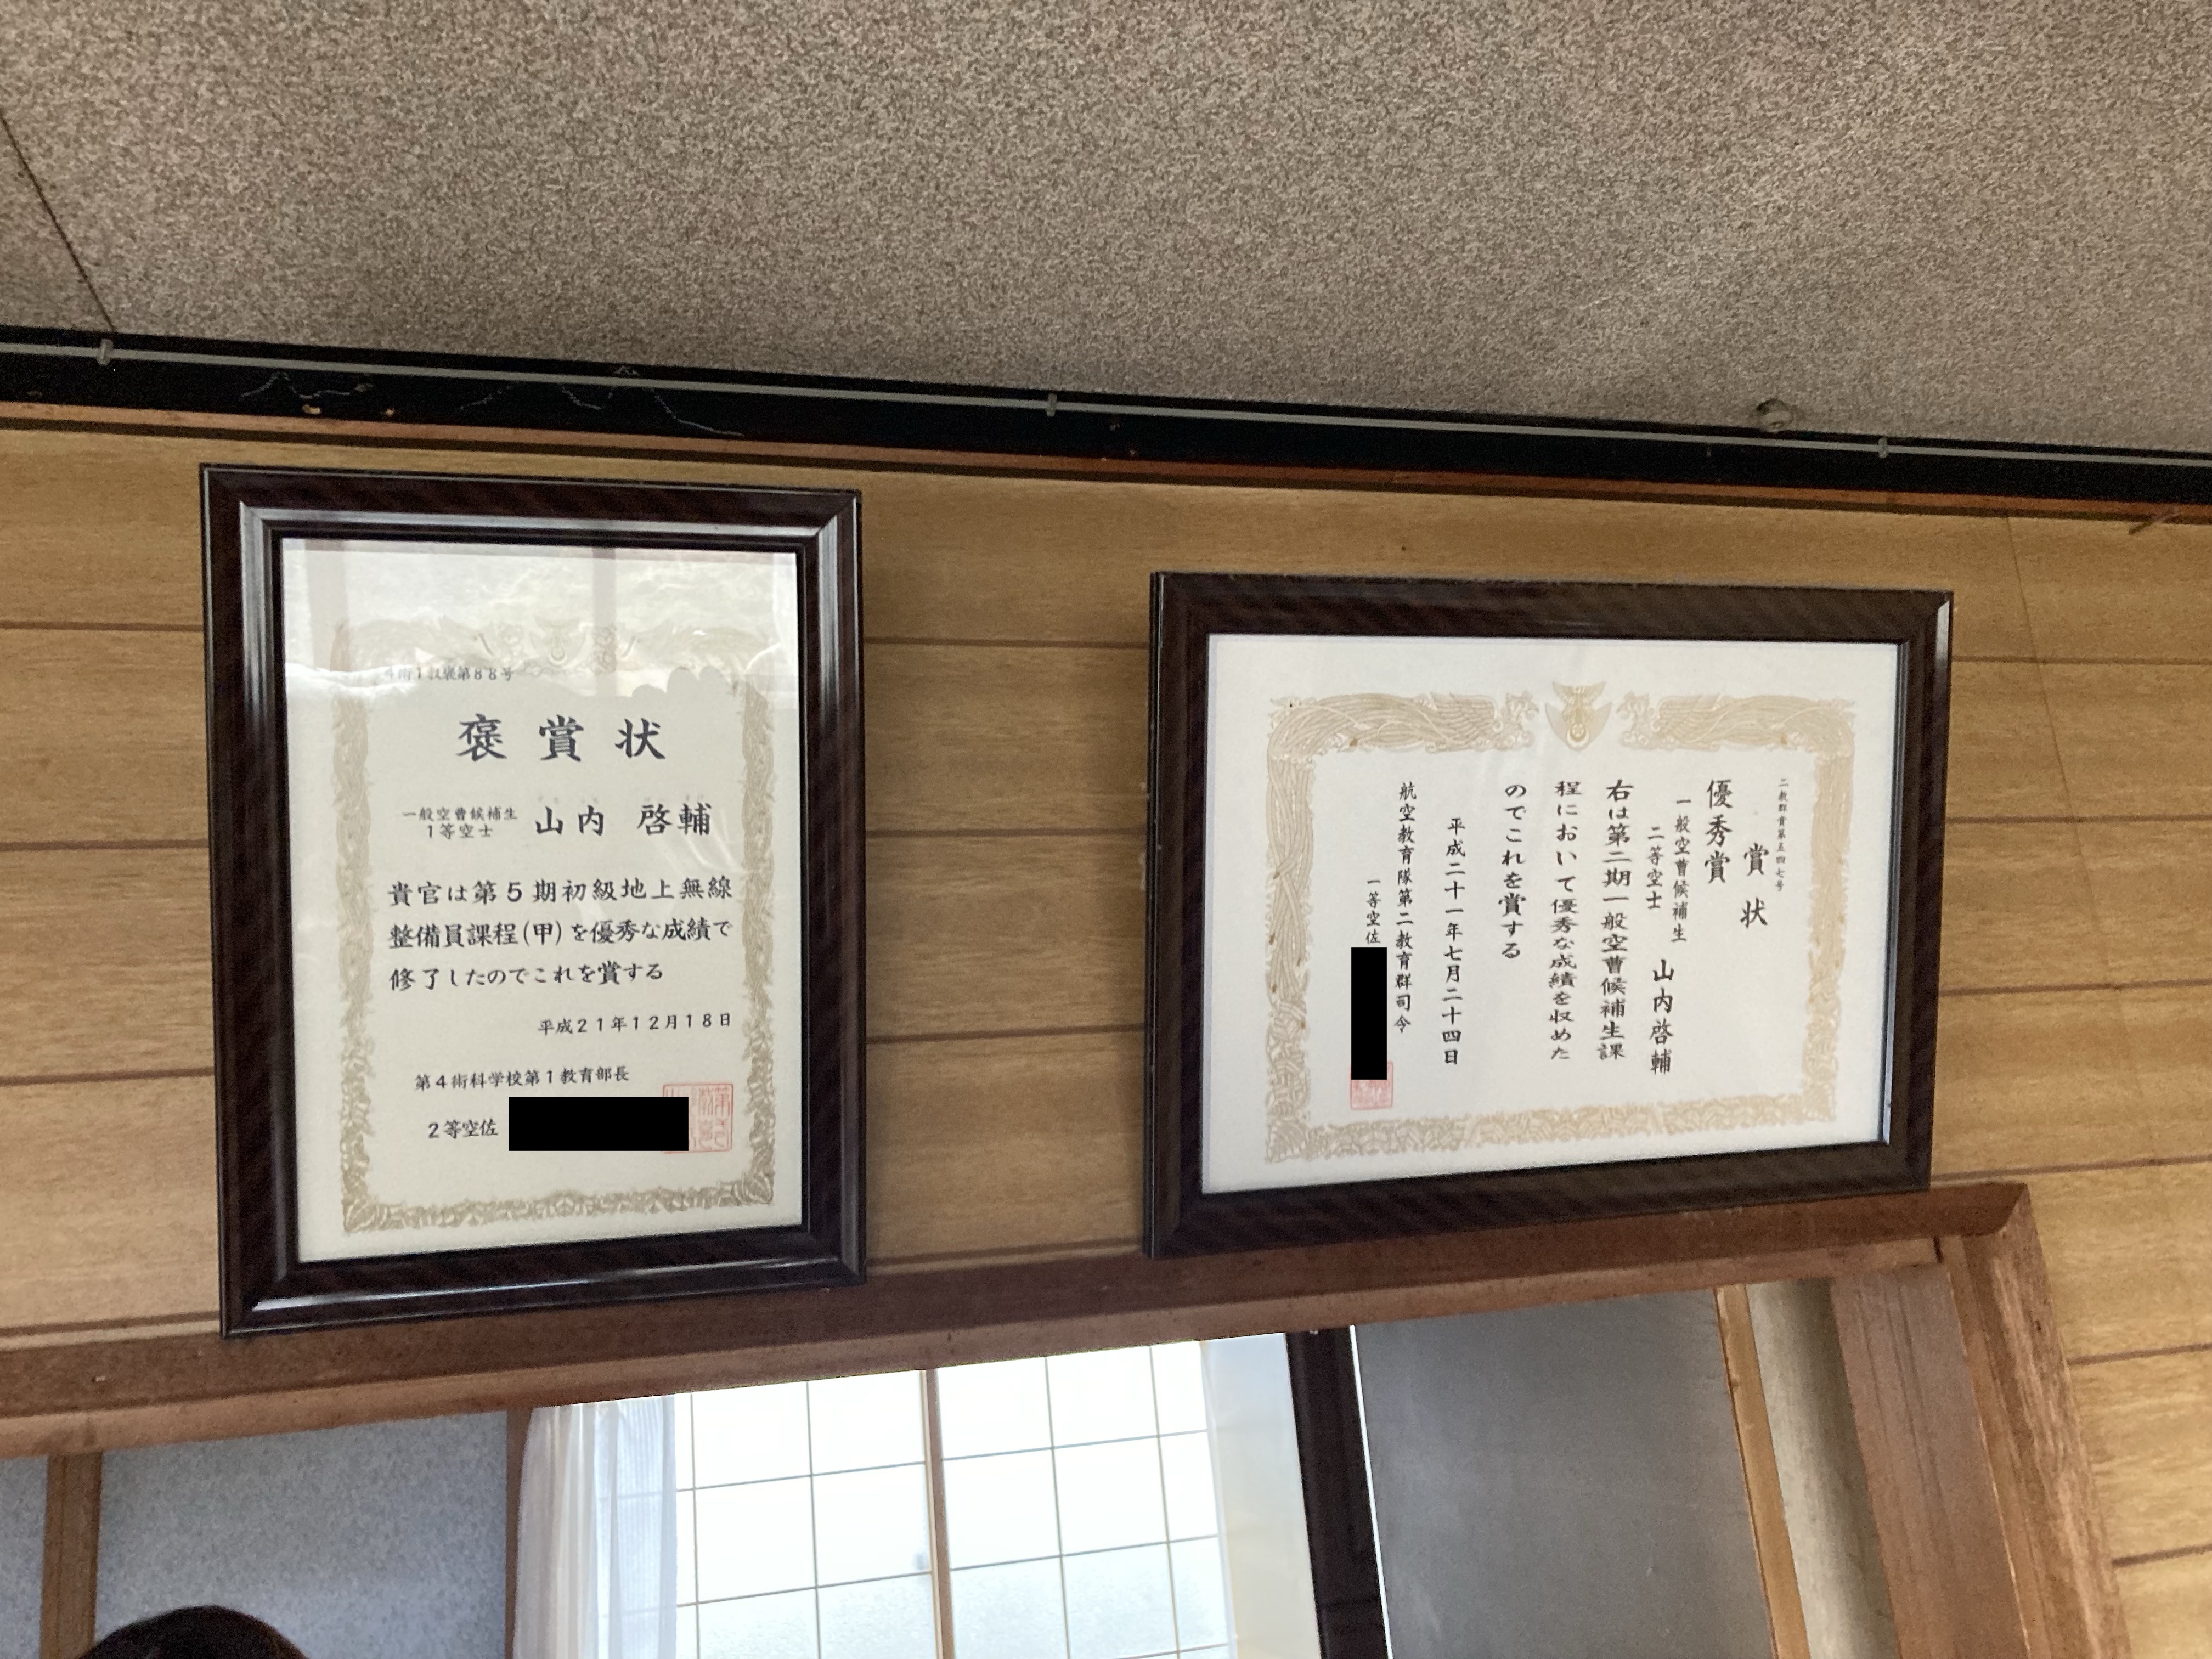 4術1教褒第88号
褒賞状
一般空曹候補生
1等空士
山内 啓輔
貴官は第5期初級地上無線
整備員課程(甲)を優秀な成績で
修了したのでこれを賞する
平成21年12月18日
第4術科学校第1教育部長
2等空佐
二教群賞第五四七号
賞状
優秀賞
一般空曹候補生
二等空士
山内啓輔
右は第二期一般空曹候補生課
程において優秀な成績を収めた
のでこれを賞する
平成二十一年七月二十四日
航空教育隊第二教育群司令
一等空佐